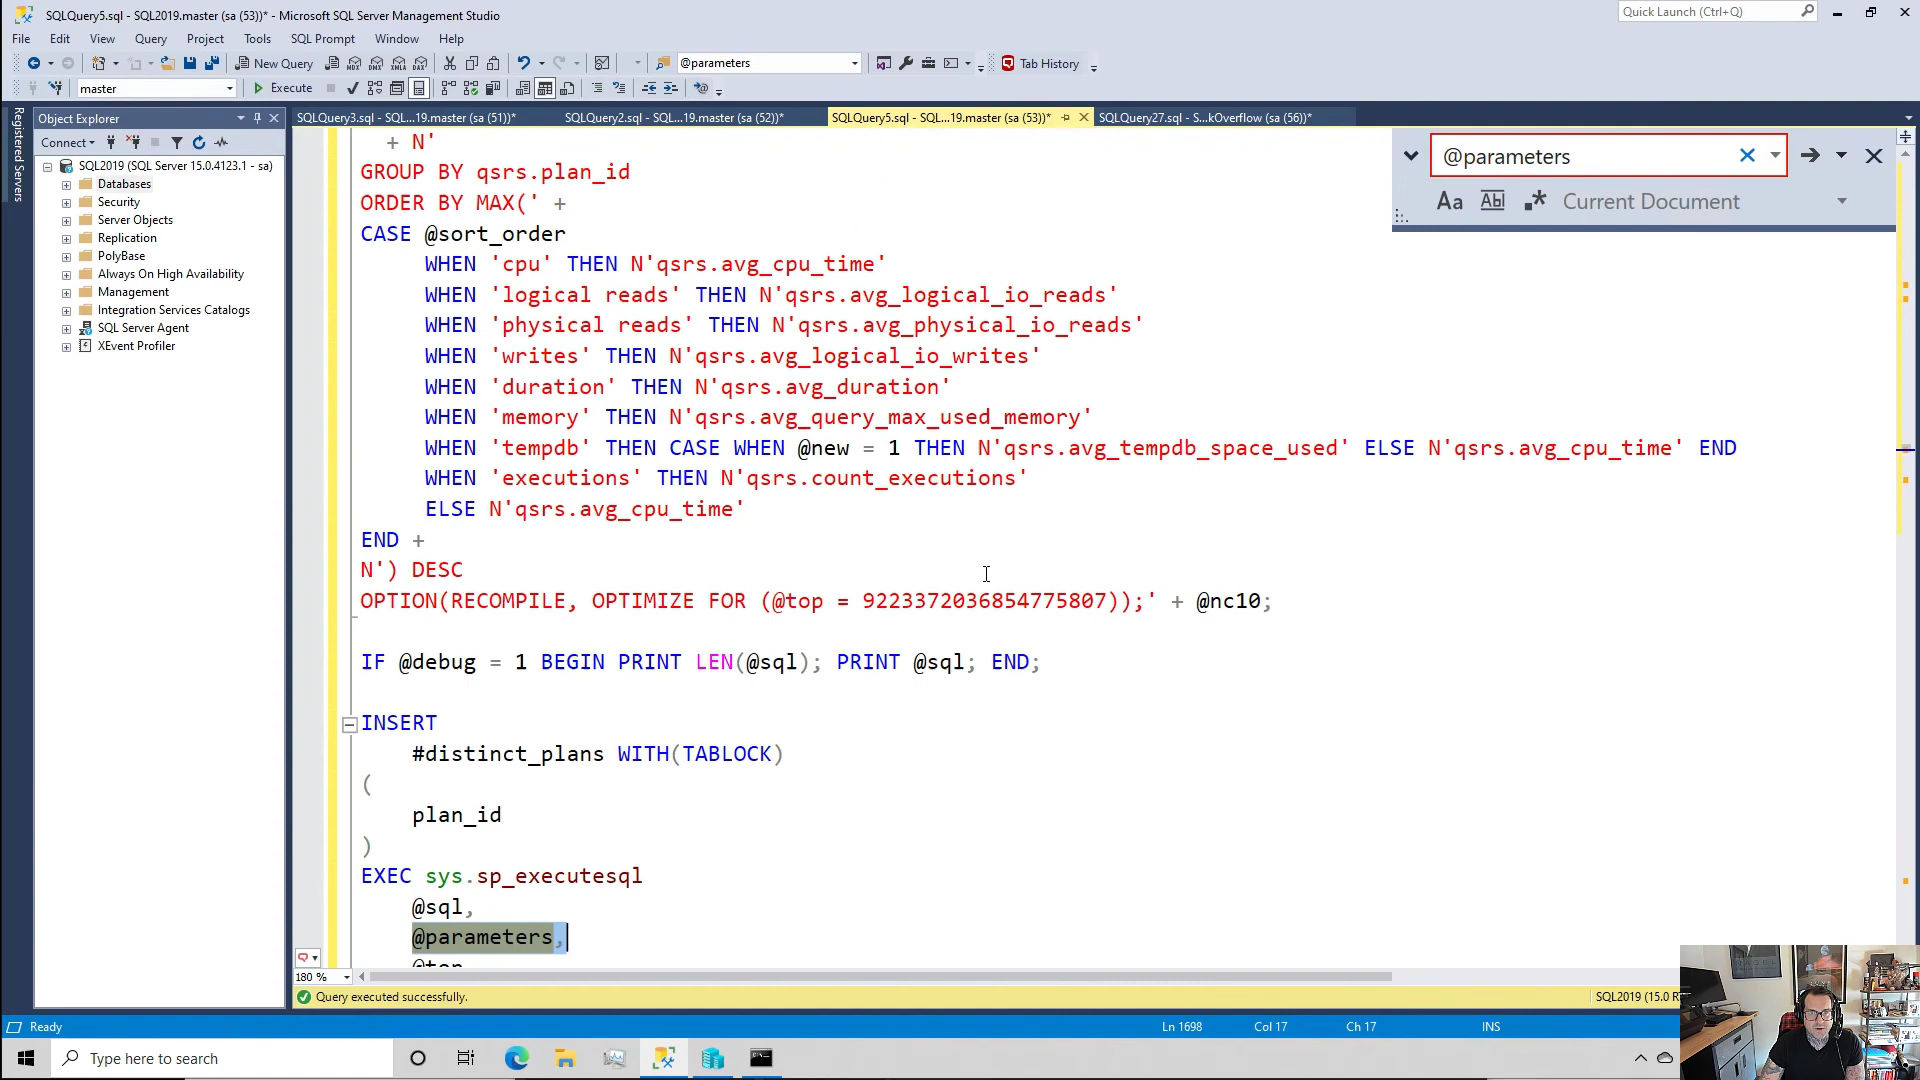 SQLQuery5.sql - SQL2019.master (sa (53))* - Microsoft SQL Server Management Studio
Quick Launch (Ctrl+Q)
File Edit View Query Project Tools SQL Prompt Window Help
New Query
MDX DMX XMLA DAX
@parameters
Tab History
master
Execute
Registered Servers
Object Explorer
Connect
SQL2019 (SQL Server 15.0.4123.1 - sa)
Databases
Security
Server Objects
Replication
PolyBase
Always On High Availability
Management
Integration Services Catalogs
SQL Server Agent
XEvent Profiler
SQLQuery3.sql - SQL...19.master (sa (51))*
SQLQuery2.sql - SQL...19.master (sa (52))*
SQLQuery5.sql - SQL...19.master (sa (53))*
SQLQuery27.sql - S...kOverflow (sa (56))*
@parameters
Aa Abl .* Current Document
+ N'
GROUP BY qsrs.plan_id
ORDER BY MAX(' +
CASE @sort_order
WHEN 'cpu' THEN N'qsrs.avg_cpu_time'
WHEN 'logical reads' THEN N'qsrs.avg_logical_io_reads'
WHEN 'physical reads' THEN N'qsrs.avg_physical_io_reads'
WHEN 'writes' THEN N'qsrs.avg_logical_io_writes'
WHEN 'duration' THEN N'qsrs.avg_duration'
WHEN 'memory' THEN N'qsrs.avg_query_max_used_memory'
WHEN 'tempdb' THEN CASE WHEN @new = 1 THEN N'qsrs.avg_tempdb_space_used' ELSE N'qsrs.avg_cpu_time' END
WHEN 'executions' THEN N'qsrs.count_executions'
ELSE N'qsrs.avg_cpu_time'
END +
N') DESC
OPTION(RECOMPILE, OPTIMIZE FOR (@top = 9223372036854775807));' + @nc10;
IF @debug = 1 BEGIN PRINT LEN(@sql); PRINT @sql; END;
INSERT
#distinct_plans WITH(TABLOCK)
(
plan_id
)
EXEC sys.sp_executesql
@sql,
@parameters,
@top
180 %
Query executed successfully.
SQL2019 (15.0
Ready
Ln 1698
Col 17
Ch 17
INS
Type here to search